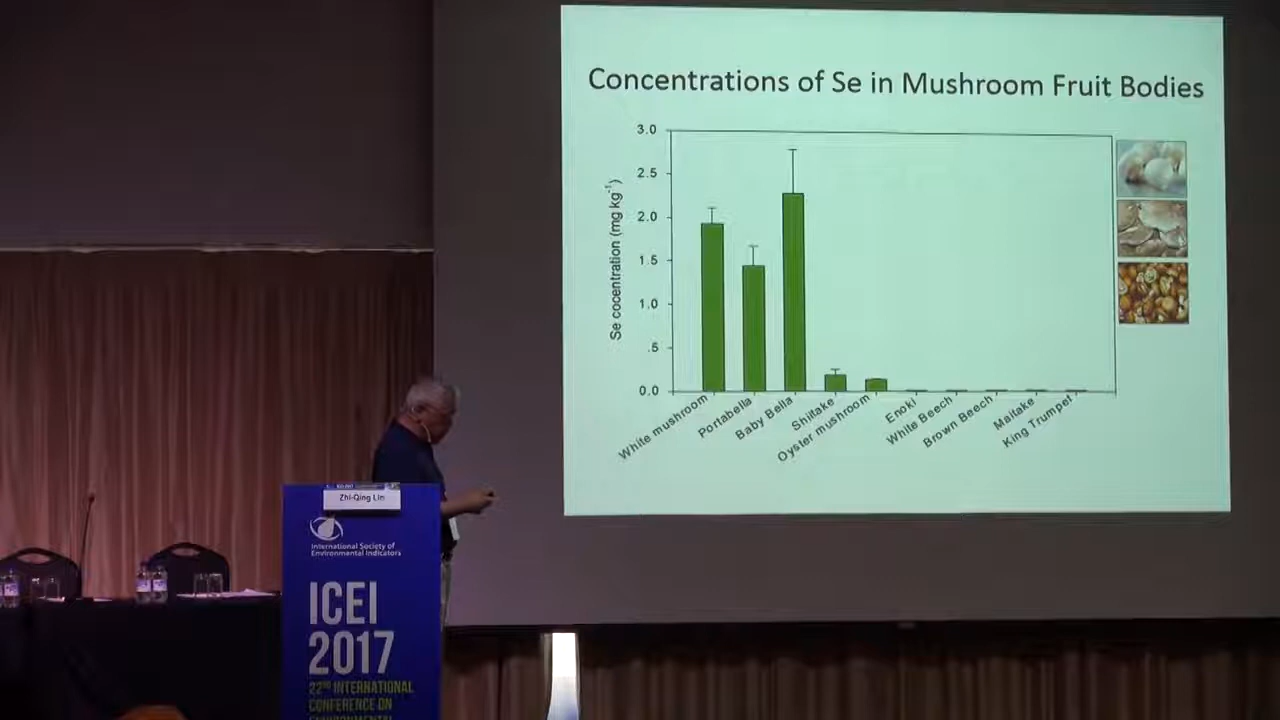 Concentrations of Se in Mushroom Fruit Bodies
3.0
2.5
2.0
1.5
1.0
.5
0.0
Se cocentration (mg kg-1)
White mushroom
Portabella
Baby Bella
Shiitake
Oyster mushroom
Enoki
White Beech
Brown Beech
Maitake
King Trumpet
Zhi-Qing Lin
International Society of
Environmental Indicators
ICEI
2017
22nd INTERNATIONAL
CONFERENCE ON
ENVIRONMENTAL